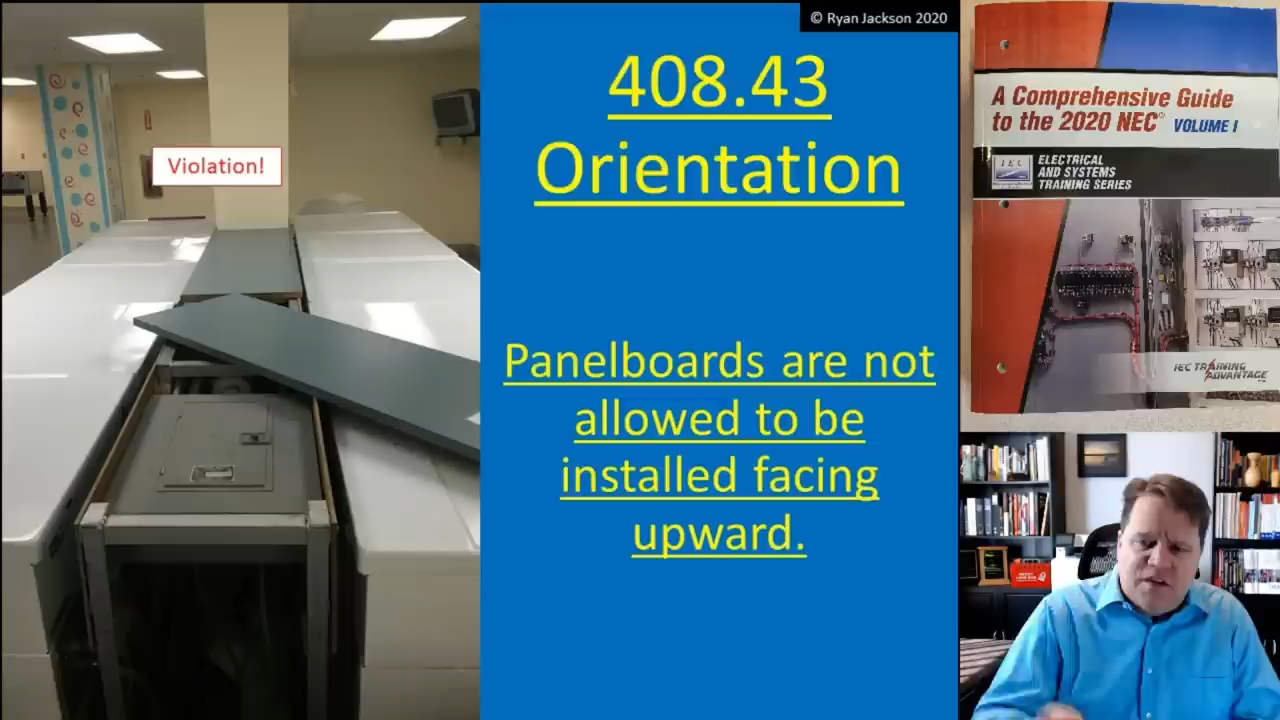 © Ryan Jackson 2020
Violation!
408.43
Orientation
Panelboards are not
allowed to be
installed facing
upward.
A Comprehensive Guide
to the 2020 NEC® VOLUME I
IEC
ELECTRICAL
AND SYSTEMS
TRAINING SERIES
IEC TRAINING
ADVANTAGE